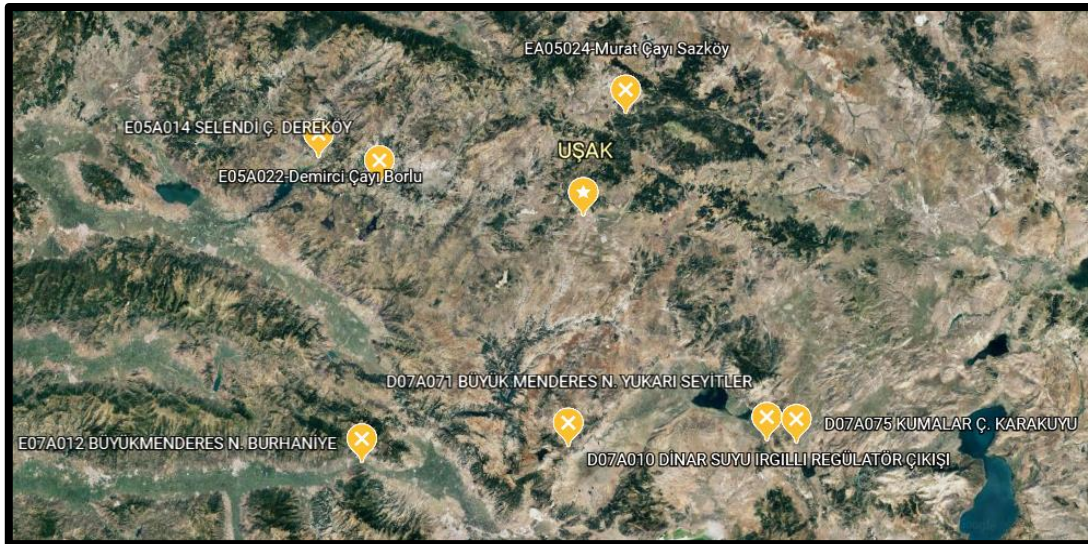 EA05024-Murat Çayı Sazköy
E05A014 SELENDİ Ç. DEREKÖY
UŞAK
E05A022-Demirci Çayı Borlu
D07A071 BÜYÜK MENDERES N. YUKARI SEYİTLER
D07A075 KUMALAR Ç. KARAKUYU
E07A012 BÜYÜKMENDERES N. BURHANİYE
D07A010 DİNAR SUYU IRGILLI REGÜLATÖR ÇIKIŞI